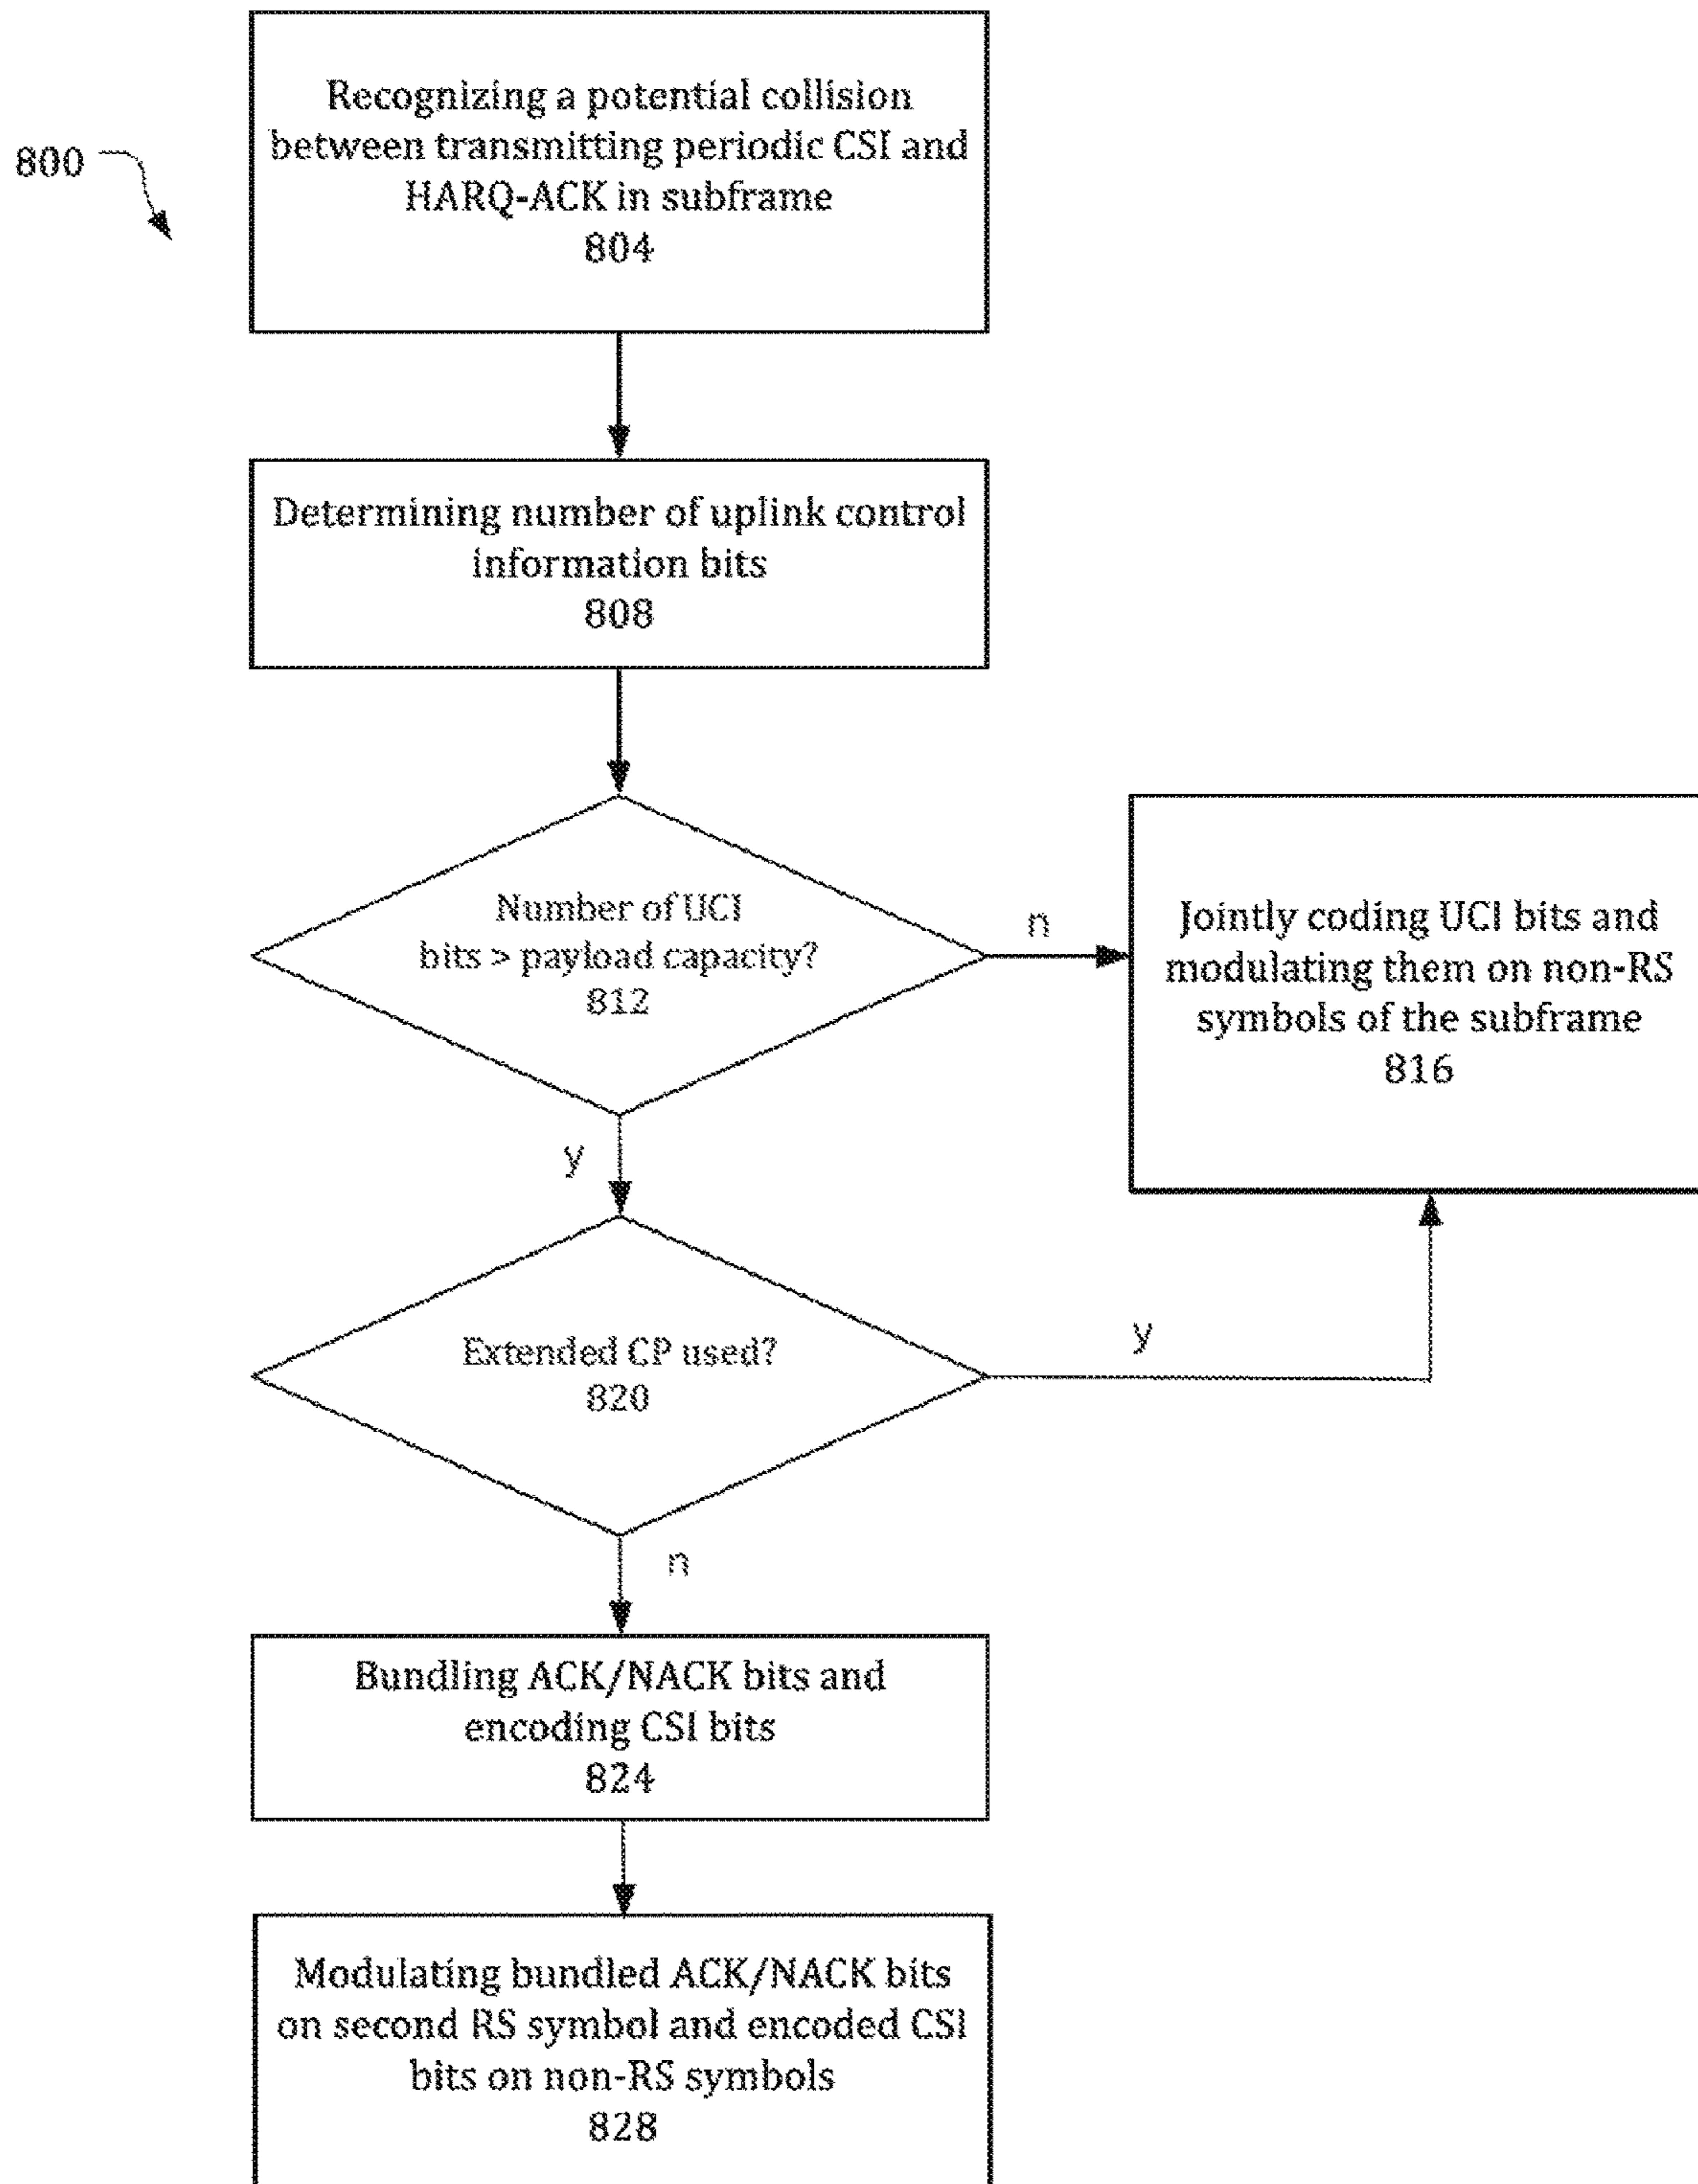 800
Recognizing a potential collision
between transmitting periodic CSI and
HARQ-ACK in subframe
804
Determining number of uplink control
information bits
808
Number of UCI
bits > payload capacity?
812
n
Jointly coding UCI bits and
modulating them on non-RS
symbols of the subframe
816
y
Extended CP used?
820
y
n
Bundling ACK/NACK bits and
encoding CSI bits
824
Modulating bundled ACK/NACK bits
on second RS symbol and encoded CSI
bits on non-RS symbols
828